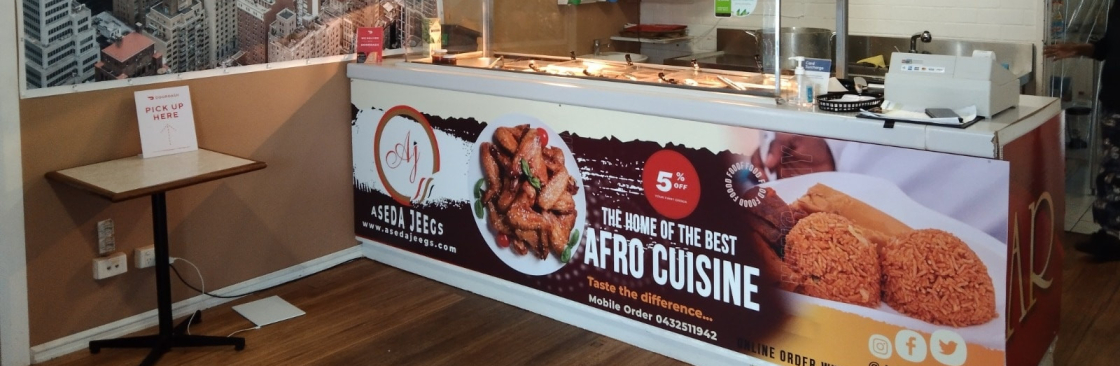 PICK UP
HERE
Aj
ASEDA JEEGS
www.asedajeegs.com
5% OFF
THE HOME OF THE BEST
AFRO CUISINE
Taste the difference...
Mobile Order 0432511942
ONLINE ORDER
AR